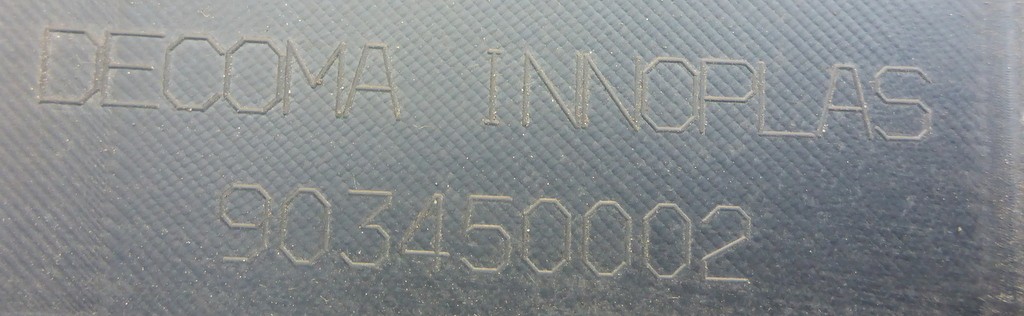 DECOMA INNOPLAS
903450002